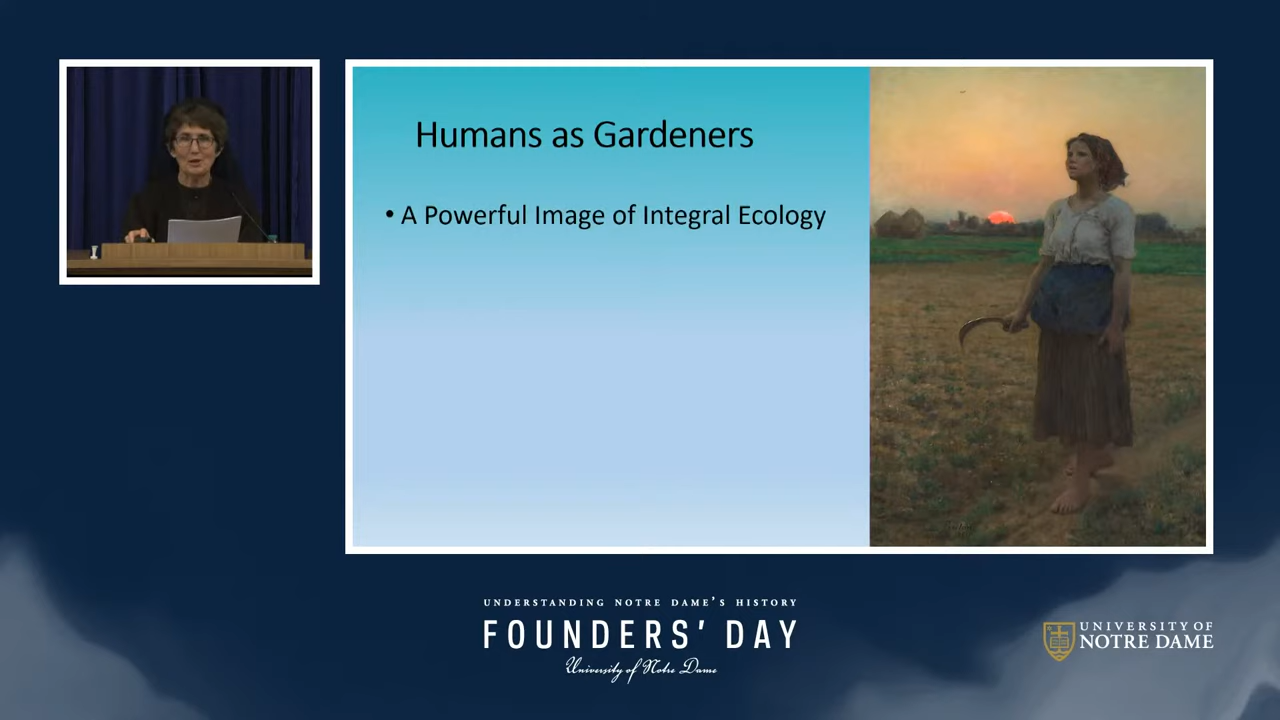 Humans as Gardeners
• A Powerful Image of Integral Ecology
UNDERSTANDING NOTRE DAME'S HISTORY
FOUNDERS' DAY
University of Notre Dame
UNIVERSITY OF
NOTRE DAME